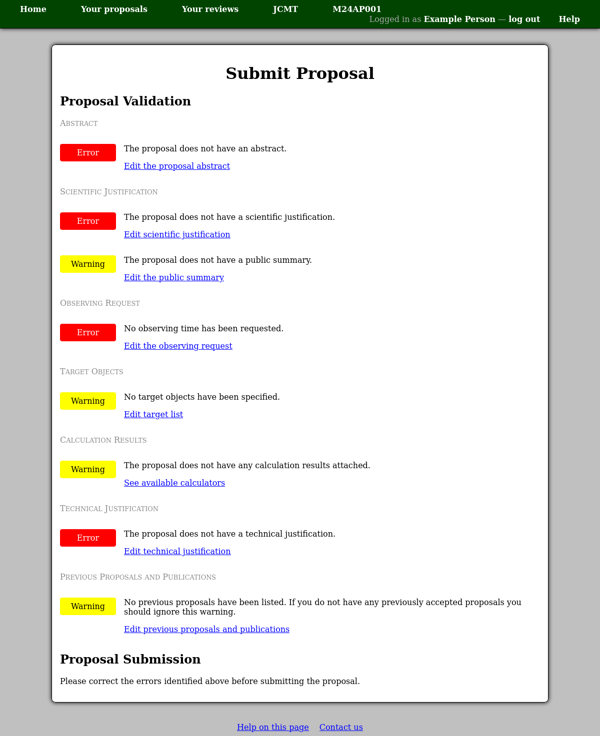 Home Your proposals Your reviews JCMT M24AP001
Logged in as Example Person — log out Help
Submit Proposal
Proposal Validation
Abstract
Error The proposal does not have an abstract.
Edit the proposal abstract
Scientific Justification
Error The proposal does not have a scientific justification.
Edit scientific justification
Warning The proposal does not have a public summary.
Edit the public summary
Observing Request
Error No observing time has been requested.
Edit the observing request
Target Objects
Warning No target objects have been specified.
Edit target list
Calculation Results
Warning The proposal does not have any calculation results attached.
See available calculators
Technical Justification
Error The proposal does not have a technical justification.
Edit technical justification
Previous Proposals and Publications
Warning No previous proposals have been listed. If you do not have any previously accepted proposals you
should ignore this warning.
Edit previous proposals and publications
Proposal Submission
Please correct the errors identified above before submitting the proposal.
Help on this page Contact us